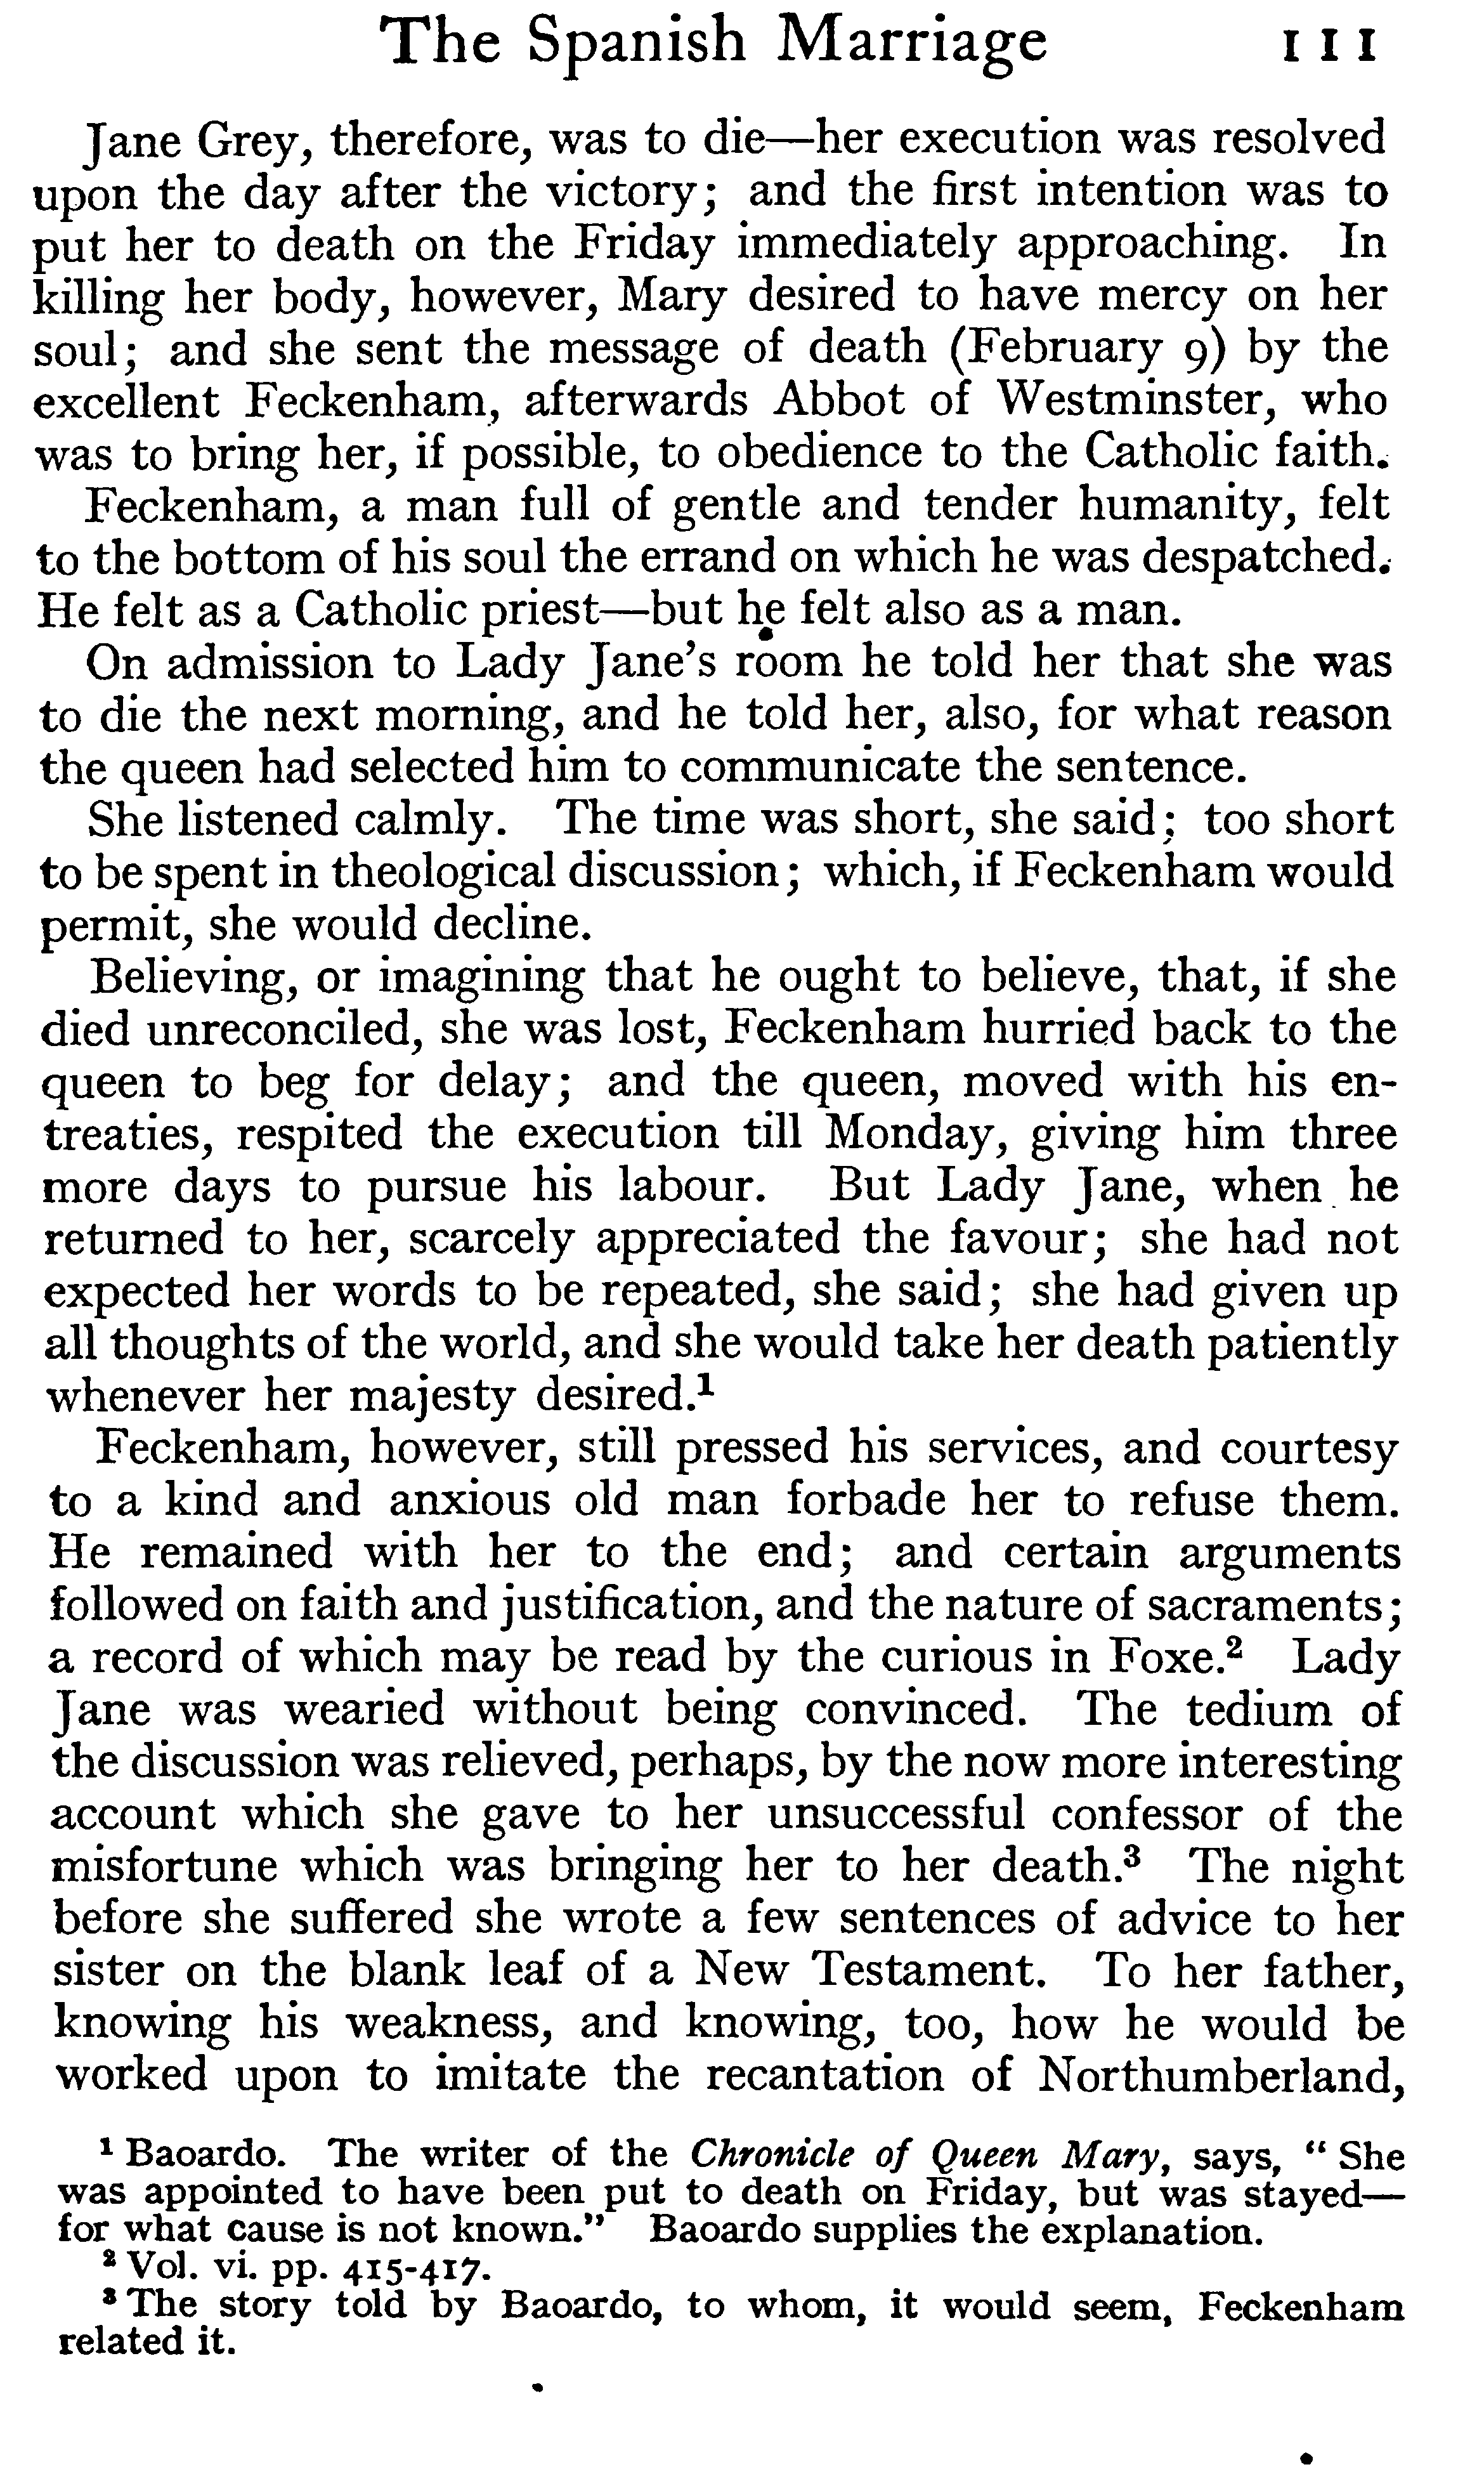 The Spanish Marriage 111
Jane Grey, therefore, was to die—her execution was resolved
upon the day after the victory; and the first intention was to
put her to death on the Friday immediately approaching. In
killing her body, however, Mary desired to have mercy on her
soul; and she sent the message of death (February 9) by the
excellent Feckenham, afterwards Abbot of Westminster, who
was to bring her, if possible, to obedience to the Catholic faith.
Feckenham, a man full of gentle and tender humanity, felt
to the bottom of his soul the errand on which he was despatched.
He felt as a Catholic priest—but he felt also as a man.
On admission to Lady Jane's room he told her that she was
to die the next morning, and he told her, also, for what reason
the queen had selected him to communicate the sentence.
She listened calmly. The time was short, she said; too short
to be spent in theological discussion; which, if Feckenham would
permit, she would decline.
Believing, or imagining that he ought to believe, that, if she
died unreconciled, she was lost, Feckenham hurried back to the
queen to beg for delay; and the queen, moved with his en-
treaties, respited the execution till Monday, giving him three
more days to pursue his labour. But Lady Jane, when he
returned to her, scarcely appreciated the favour; she had not
expected her words to be repeated, she said; she had given up
all thoughts of the world, and she would take her death patiently
whenever her majesty desired.¹
Feckenham, however, still pressed his services, and courtesy
to a kind and anxious old man forbade her to refuse them.
He remained with her to the end; and certain arguments
followed on faith and justification, and the nature of sacraments;
a record of which may be read by the curious in Foxe.² Lady
Jane was wearied without being convinced. The tedium of
the discussion was relieved, perhaps, by the now more interesting
account which she gave to her unsuccessful confessor of the
misfortune which was bringing her to her death.³ The night
before she suffered she wrote a few sentences of advice to her
sister on the blank leaf of a New Testament. To her father,
knowing his weakness, and knowing, too, how he would be
worked upon to imitate the recantation of Northumberland,
¹ Baoardo. The writer of the Chronicle of Queen Mary, says, "She
was appointed to have been put to death on Friday, but was stayed—
for what cause is not known." Baoardo supplies the explanation.
² Vol. vi. pp. 415-417.
³ The story told by Baoardo, to whom, it would seem, Feckenham
related it.